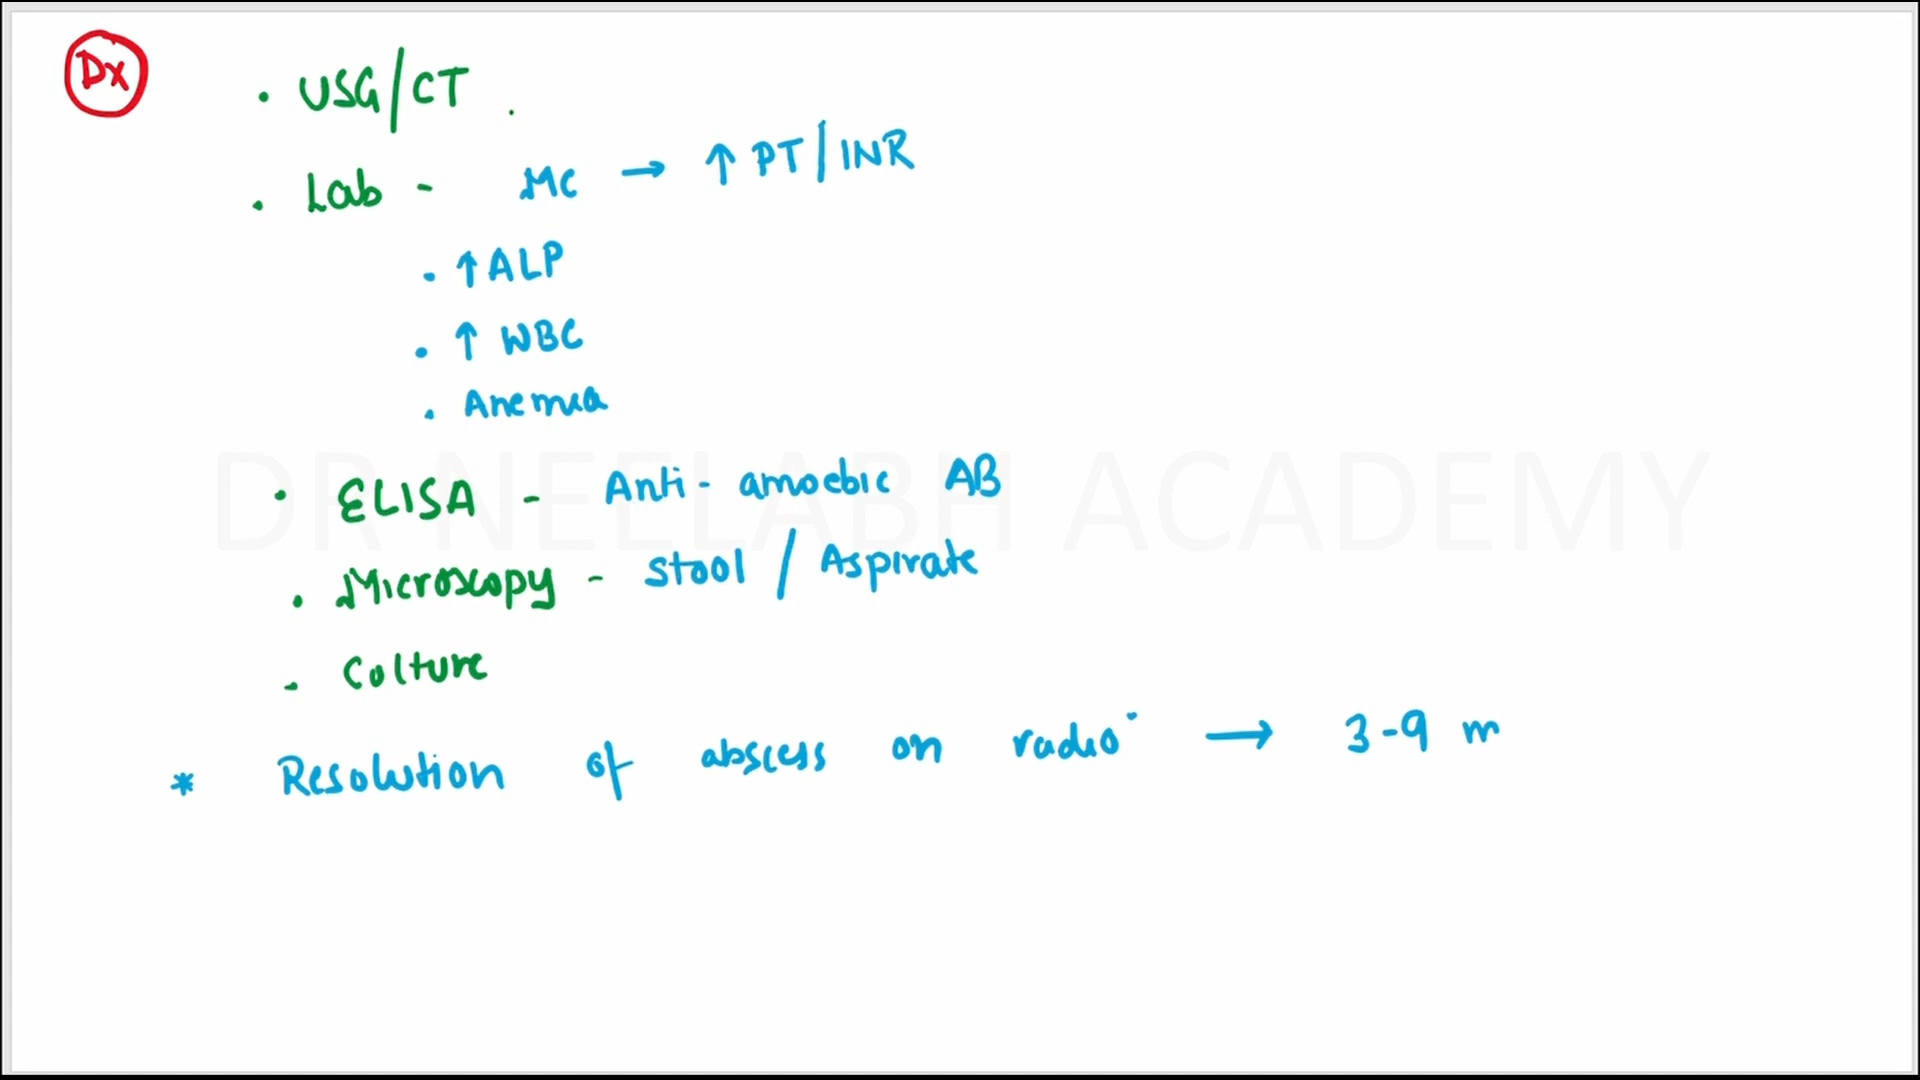 Dx
• USG/CT .
• Lab - MC → ↑ PT/INR
• ↑ ALP
• ↑ WBC
• Anemia
• ELISA - Anti-amoebic AB
• Microscopy - Stool / Aspirate
• Culture
* Resolution of abscess on radio → 3-9 m
DR NEELABH ACADEMY